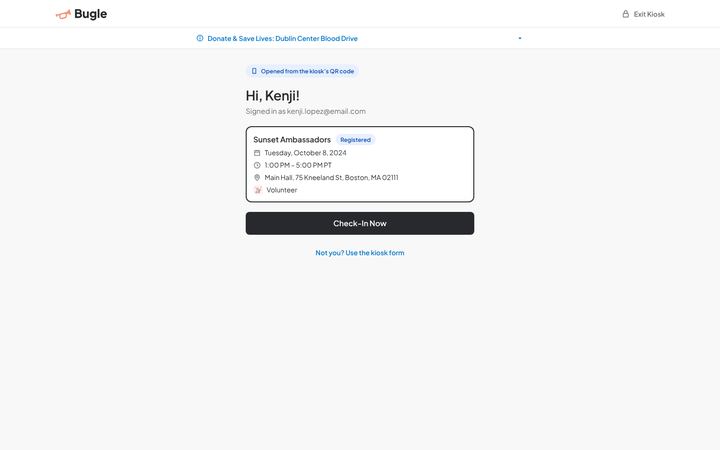 Bugle
Exit Kiosk
Donate & Save Lives: Dublin Center Blood Drive
Opened from the kiosk's QR code
Hi, Kenji!
Signed in as kenji.lopez@email.com
Sunset Ambassadors Registered
Tuesday, October 8, 2024
1:00 PM - 5:00 PM PT
Main Hall, 75 Kneeland St, Boston, MA 02111
Volunteer
Check-In Now
Not you? Use the kiosk form